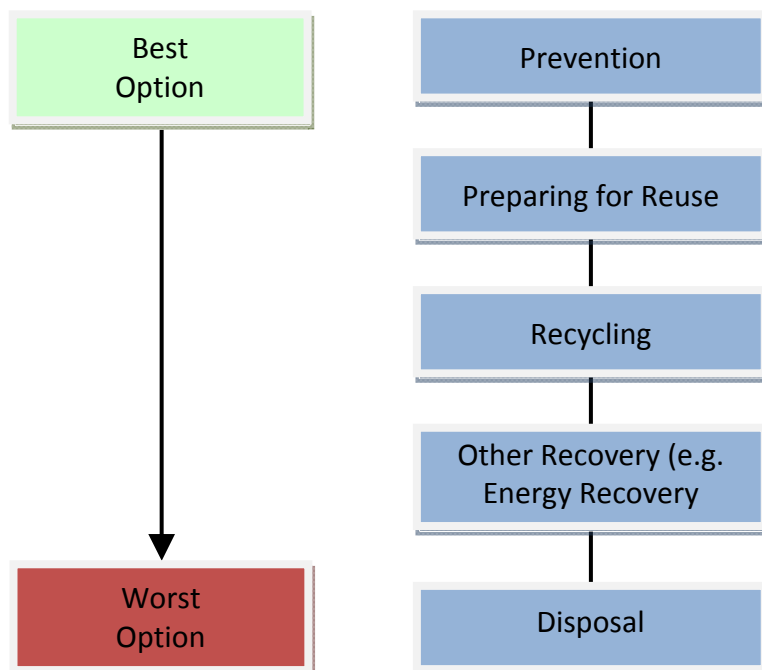 Best
Option
Prevention
Preparing for Reuse
Recycling
Other Recovery (e.g.
Energy Recovery
Worst
Option
Disposal